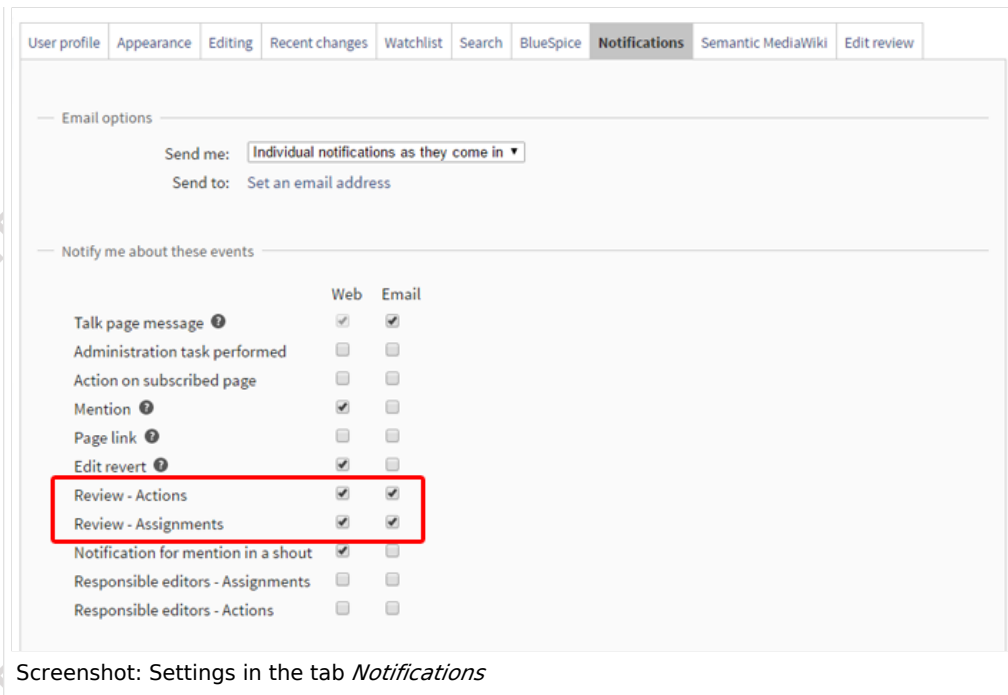 User profile Appearance Editing Recent changes Watchlist Search BlueSpice Notifications Semantic MediaWiki Edit review
Email options
Send me: Individual notifications as they come in
Send to: Set an email address
Notify me about these events
Web Email
Talk page message ?
Administration task performed
Action on subscribed page
Mention ?
Page link ?
Edit revert ?
Review - Actions
Review - Assignments
Notification for mention in a shout
Responsible editors - Assignments
Responsible editors - Actions
Screenshot: Settings in the tab Notifications